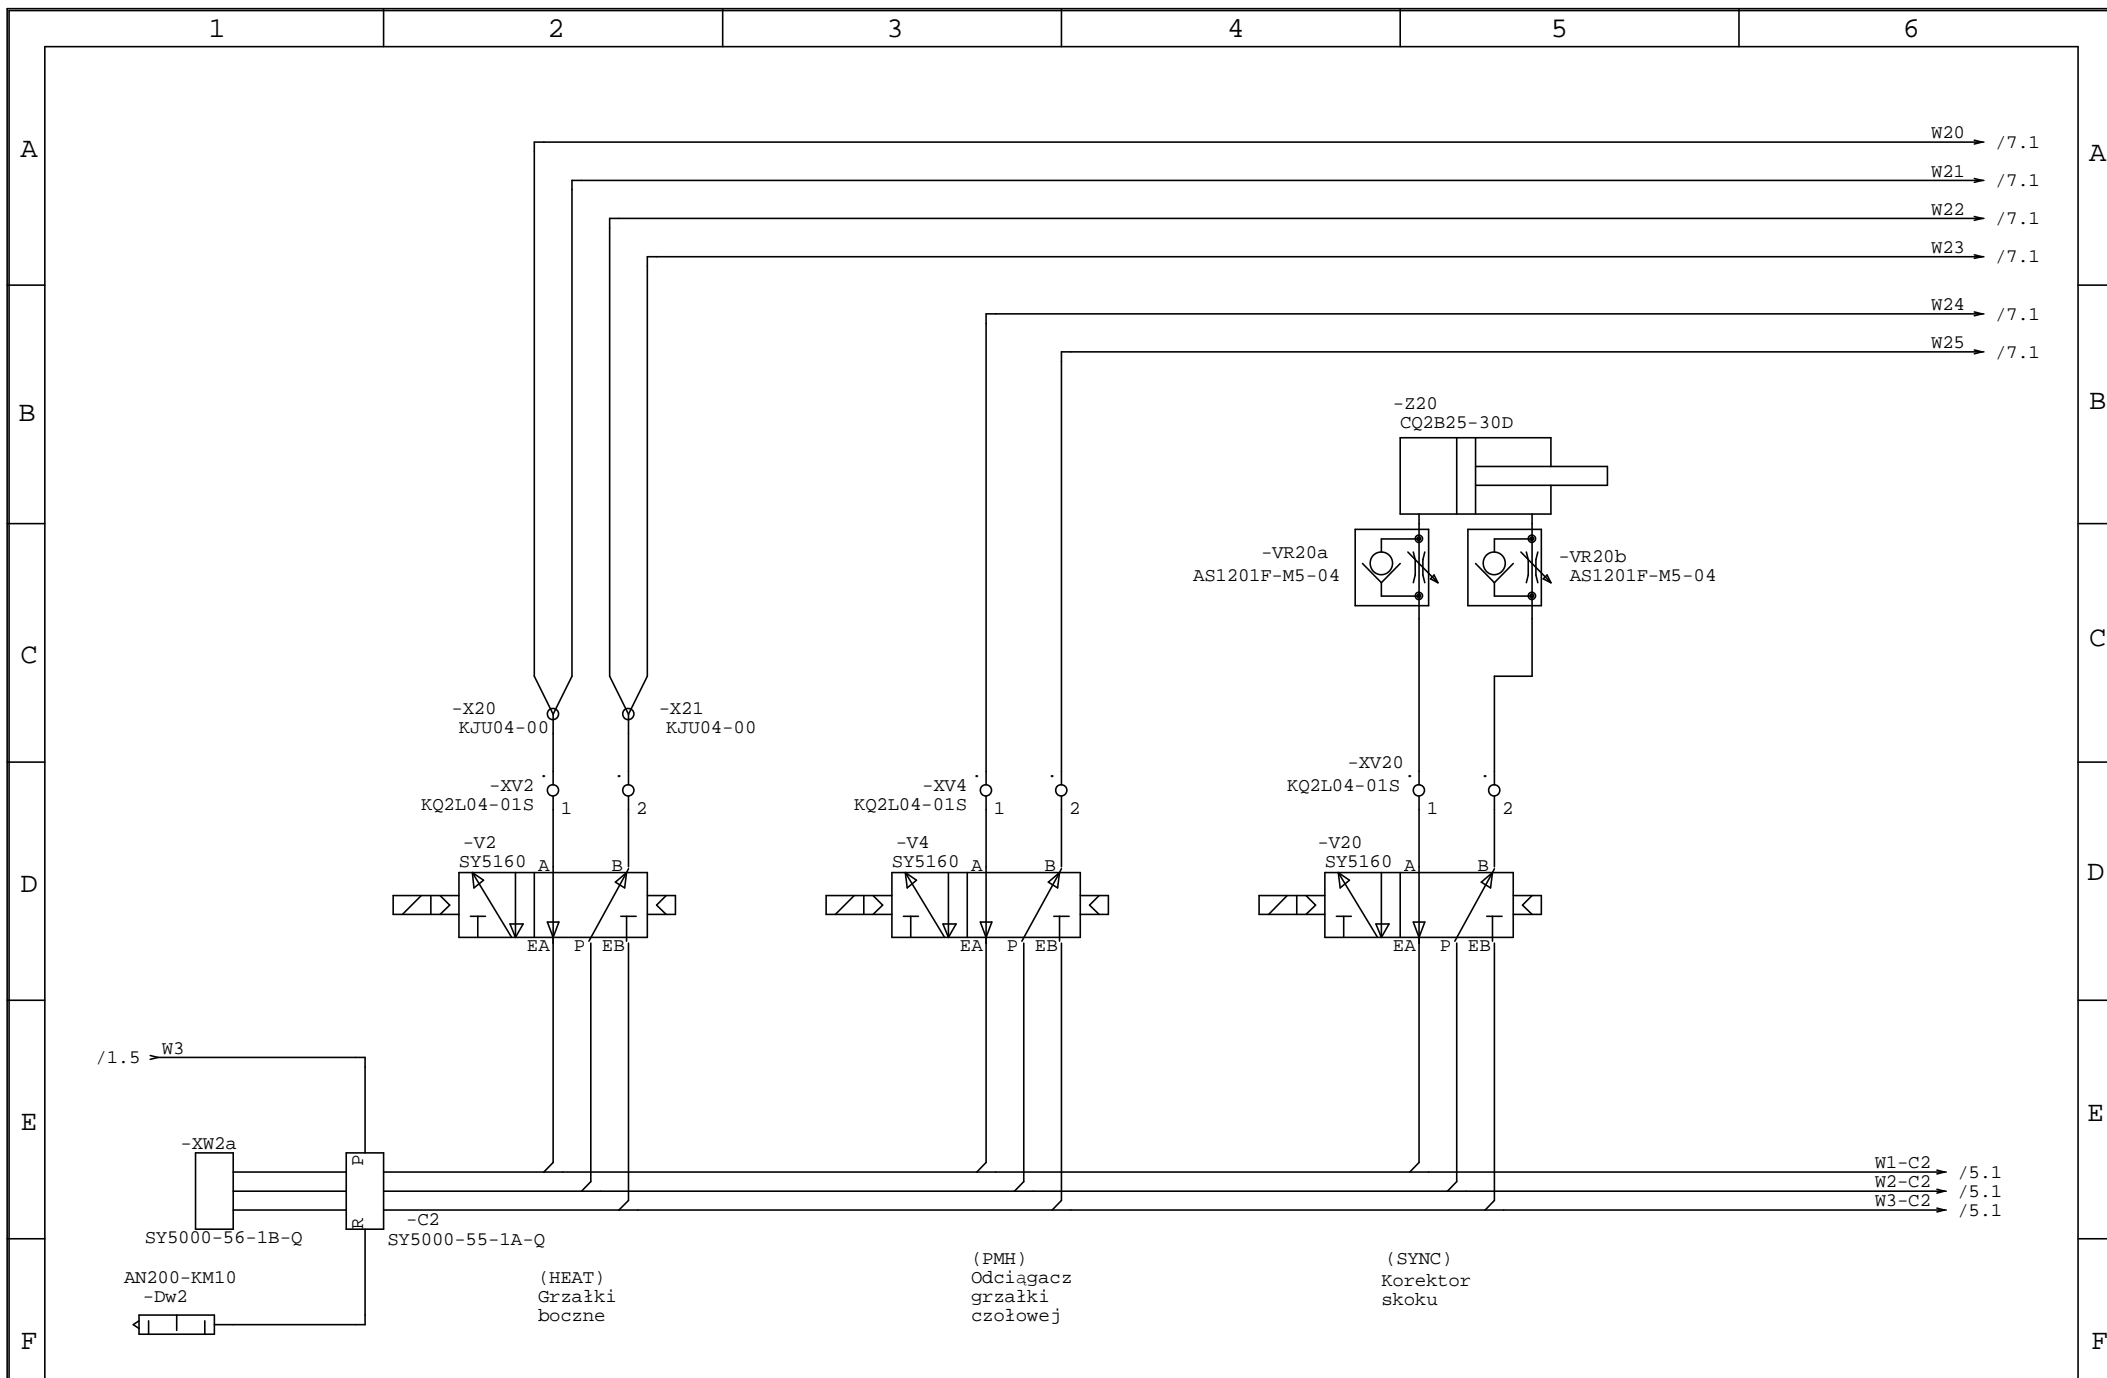 1 2 3 4 5 6
A A
W20 /7.1
W21 /7.1
W22 /7.1
W23 /7.1
W24 /7.1
W25 /7.1
B B
-Z20
CQ2B25-30D
-VR20a
AS1201F-M5-04
-VR20b
AS1201F-M5-04
C C
-X20
KJU04-00
-X21
KJU04-00
-XV2
KQ2L04-01S
1 2
-XV4
KQ2L04-01S
1 2
-XV20
KQ2L04-01S
1 2
-V2
SY5160
A B
-V4
SY5160
A B
-V20
SY5160
A B
D D
EA P EB
EA P EB
EA P EB
/1.5 W3
E E
-XW2a
P
R
SY5000-56-1B-Q
-C2
SY5000-55-1A-Q
W1-C2 /5.1
W2-C2 /5.1
W3-C2 /5.1
AN200-KM10
-Dw2
(HEAT)
Grzałki
boczne
(PMH)
Odciągacz
grzałki
czołowej
(SYNC)
Korektor
skoku
F F